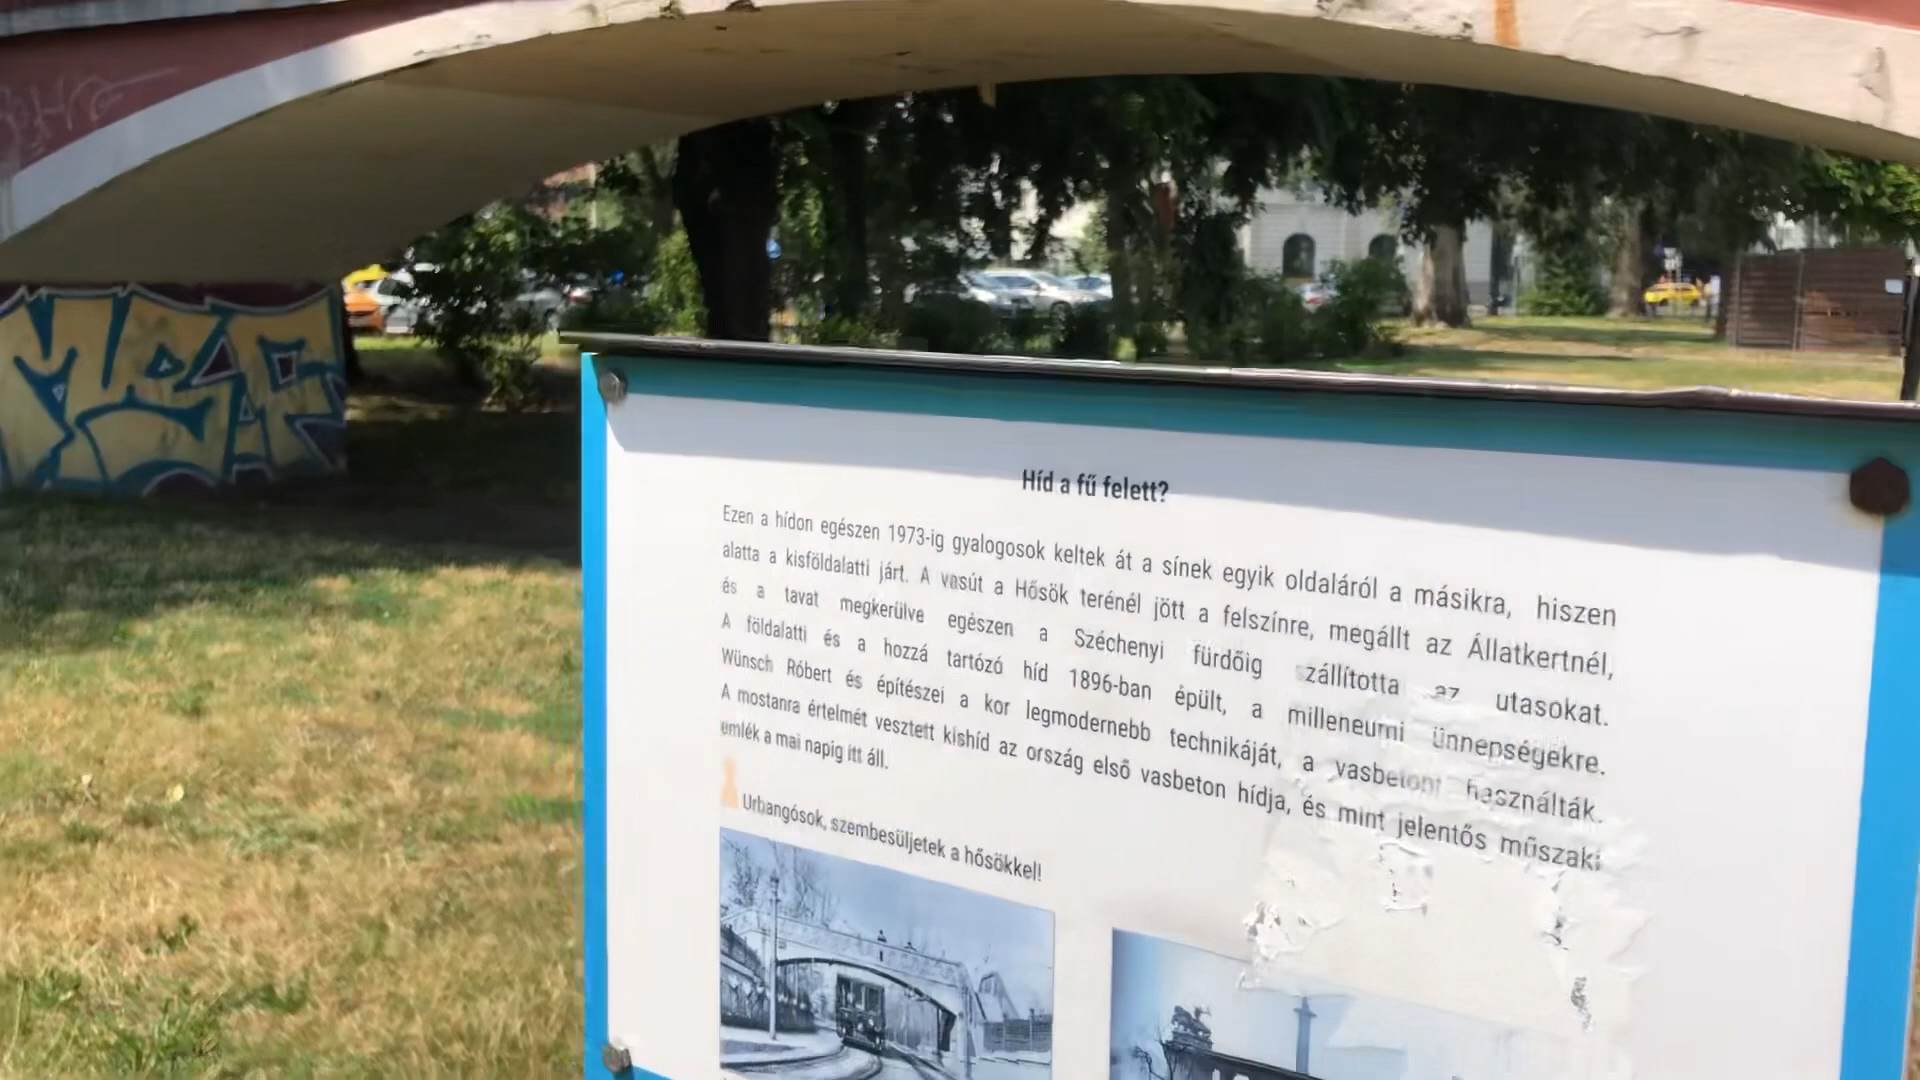 Híd a fű felett?
Ezen a hídon egészen 1973-ig gyalogosok keltek át a sínek egyik oldaláról a másikra, hiszen
alatta a kisföldalatti járt. A vasút a Hősök terénél jött a felszínre, megállt az Állatkertnél,
és a tavat megkerülve egészen a Széchenyi fürdőig szállította az utasokat.
A földalatti és a hozzá tartózó híd 1896-ban épült, a milleneumi ünnepségekre.
Wünsch Róbert és építészei a kor legmodernebb technikáját, a vasbetont használták.
A mostanra értelmét vesztett kishíd az ország első vasbeton hídja, és mint jelentős műszaki
emlék a mai napig itt áll.
Urbangósok, szembesüljetek a hősökkel!